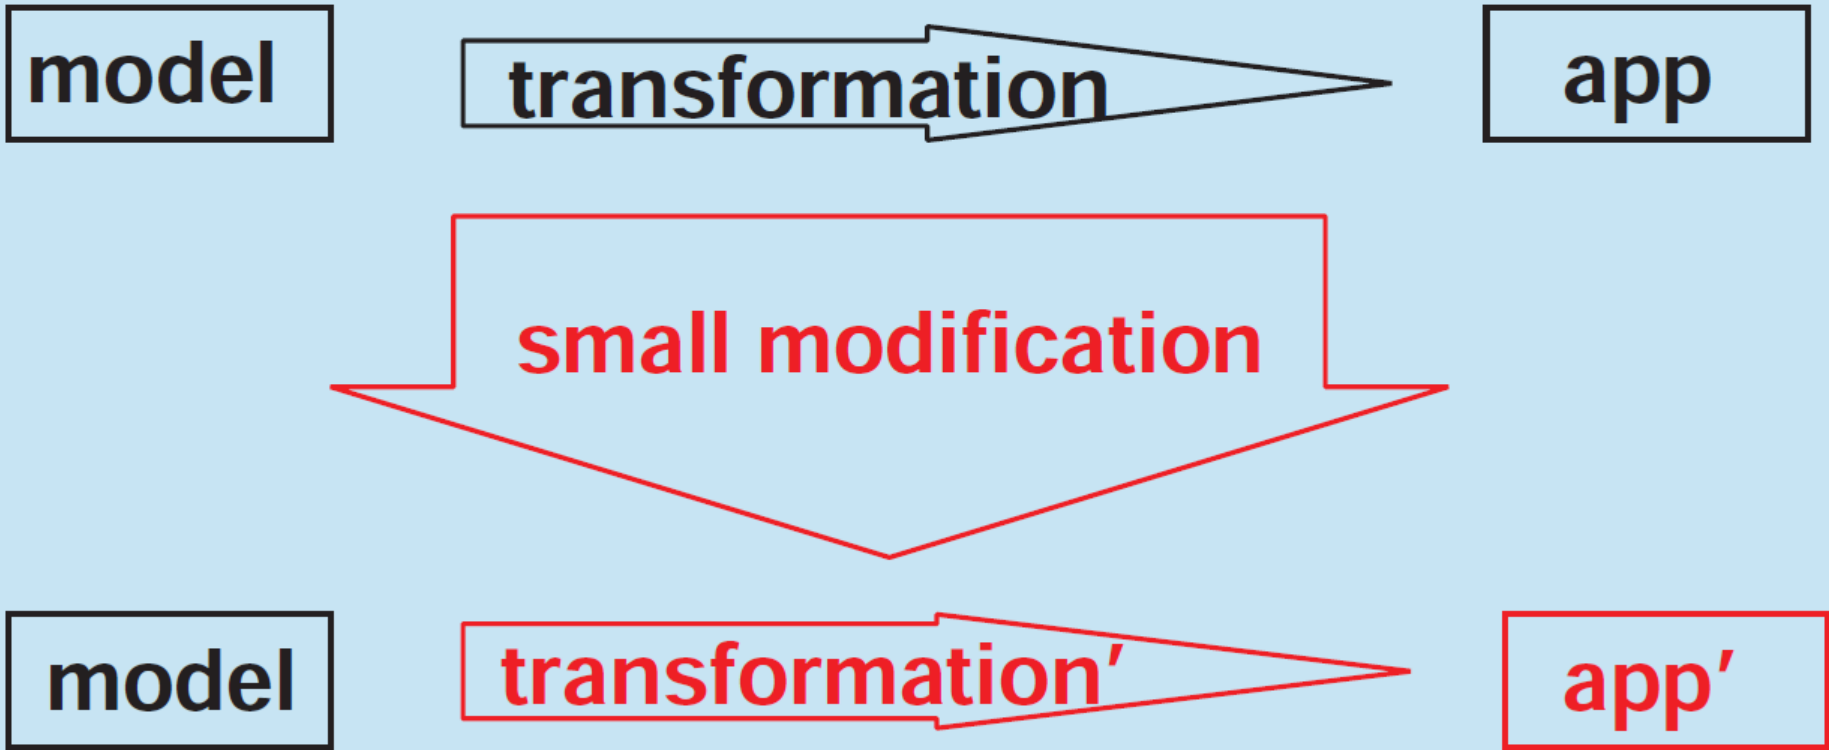 model
transformation
app
small modification
model
transformation′
app′